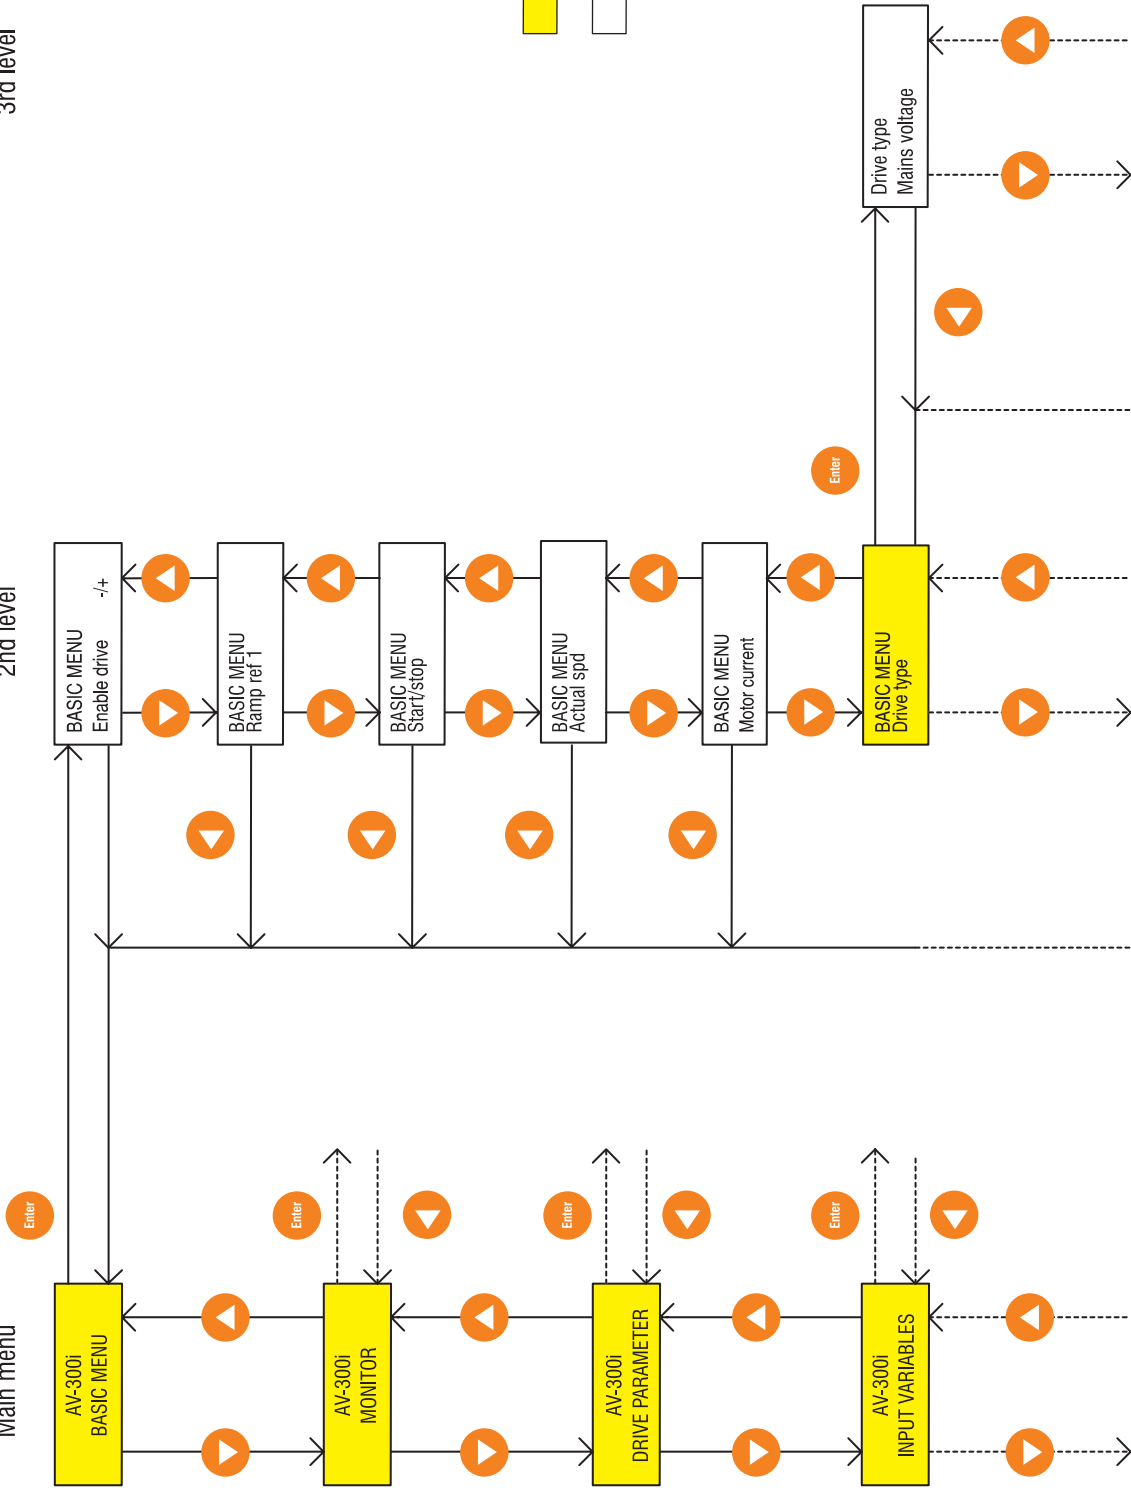 Main menu
2nd level
3rd level
AV-300i
BASIC MENU
Enter
BASIC MENU
Enable drive -/+
BASIC MENU
Ramp ref 1
BASIC MENU
Start/stop
BASIC MENU
Actual spd
BASIC MENU
Motor current
BASIC MENU
Drive type
Enter
Drive type
Mains voltage
AV-300i
MONITOR
Enter
AV-300i
DRIVE PARAMETER
Enter
AV-300i
INPUT VARIABLES
Enter